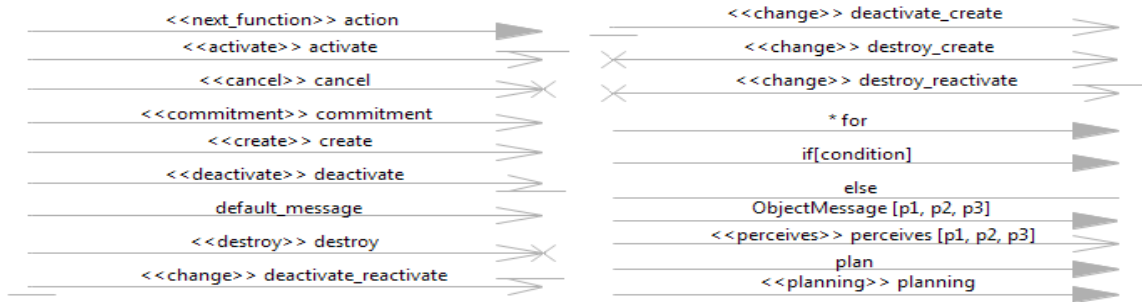 <<next_function>> action
<<activate>> activate
<<cancel>> cancel
<<commitment>> commitment
<<create>> create
<<deactivate>> deactivate
default_message
<<destroy>> destroy
<<change>> deactivate_reactivate
<<change>> deactivate_create
<<change>> destroy_create
<<change>> destroy_reactivate
* for
if[condition]
else
ObjectMessage [p1, p2, p3]
<<perceives>> perceives [p1, p2, p3]
plan
<<planning>> planning